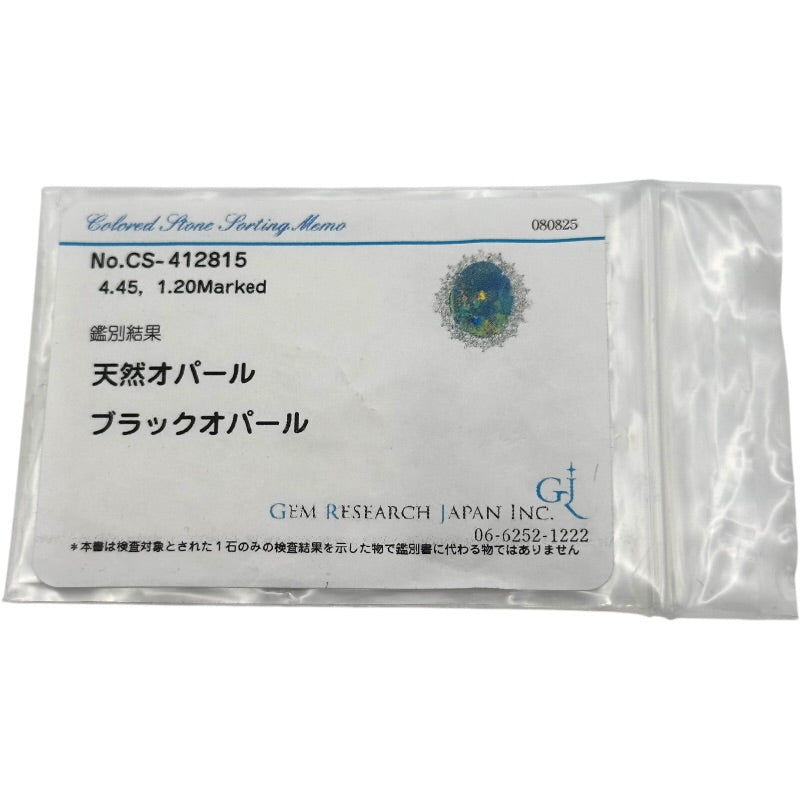 Colored Stone Sorting Memo 080825
No.CS-412815
4.45, 1.20Marked
鑑別結果
天然オパール
ブラックオパール
GJ
GEM RESEARCH JAPAN INC.
06-6252-1222
*本書は検査対象とされた1石のみの検査結果を示した物で鑑別書に代わる物ではありません